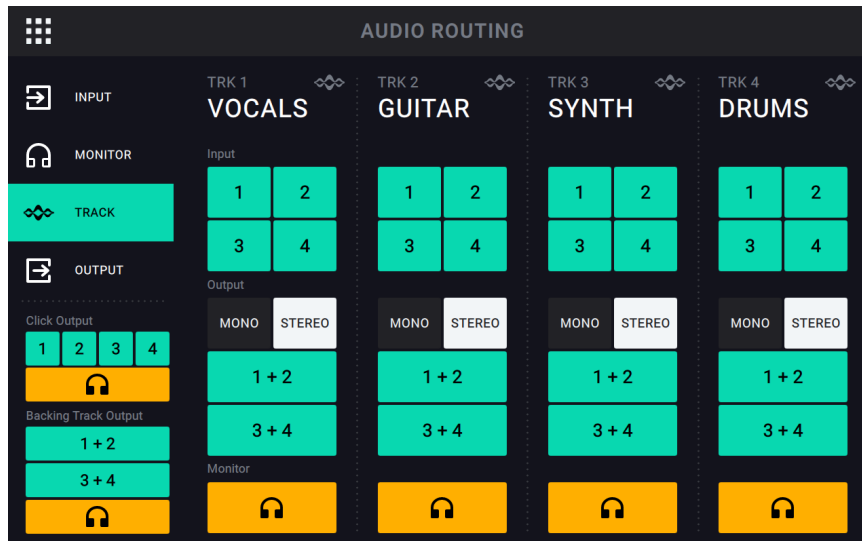 AUDIO ROUTING
INPUT
MONITOR
TRACK
OUTPUT
Click Output
1 2 3 4
Backing Track Output
1 + 2
3 + 4
TRK 1
VOCALS
Input
1 2
3 4
Output
MONO STEREO
1 + 2
3 + 4
Monitor
TRK 2
GUITAR
1 2
3 4
MONO STEREO
1 + 2
3 + 4
TRK 3
SYNTH
1 2
3 4
MONO STEREO
1 + 2
3 + 4
TRK 4
DRUMS
1 2
3 4
MONO STEREO
1 + 2
3 + 4